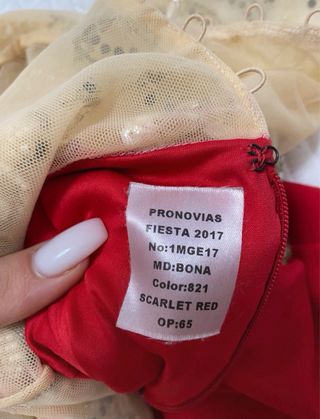 PRONOVIAS
FIESTA 2017
No:1MGE17
MD:BONA
Color:821
SCARLET RED
OP:65